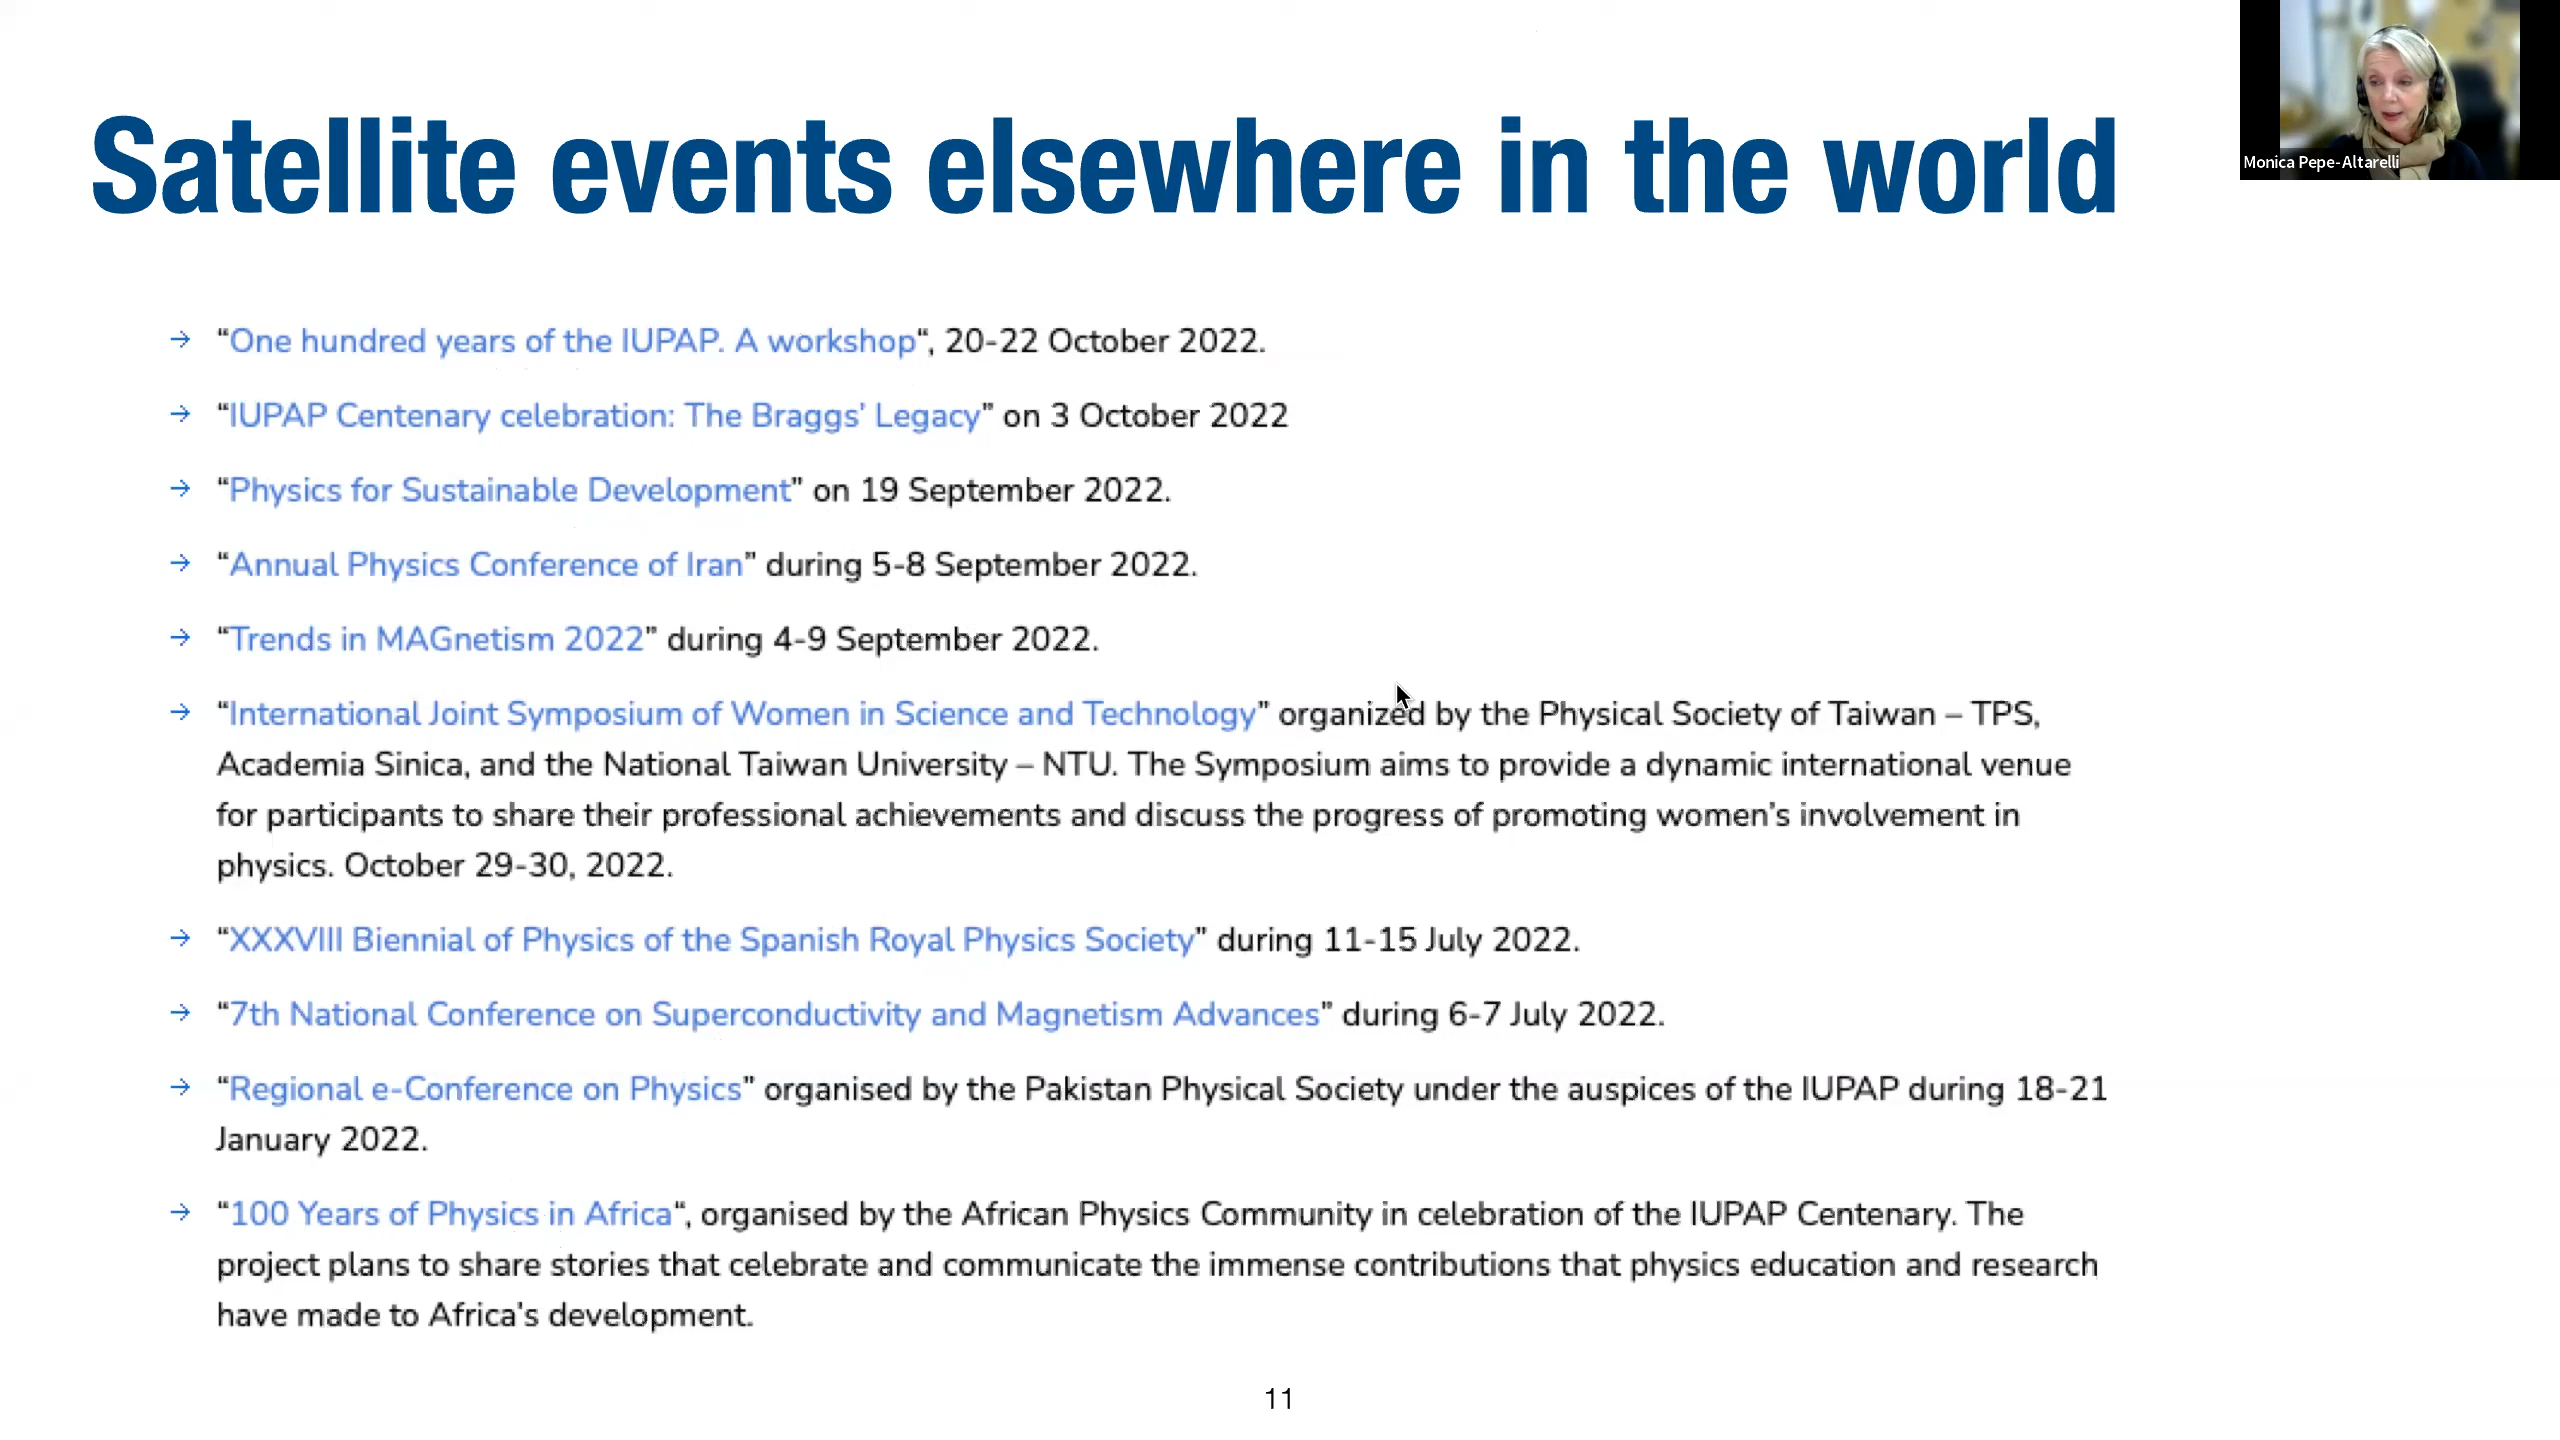 Satellite events elsewhere in the world
Monica Pepe-Altarelli
→ “One hundred years of the IUPAP. A workshop“, 20-22 October 2022.
→ “IUPAP Centenary celebration: The Braggs’ Legacy” on 3 October 2022
→ “Physics for Sustainable Development” on 19 September 2022.
→ “Annual Physics Conference of Iran” during 5-8 September 2022.
→ “Trends in MAGnetism 2022” during 4-9 September 2022.
→ “International Joint Symposium of Women in Science and Technology” organized by the Physical Society of Taiwan – TPS,
Academia Sinica, and the National Taiwan University – NTU. The Symposium aims to provide a dynamic international venue
for participants to share their professional achievements and discuss the progress of promoting women’s involvement in
physics. October 29-30, 2022.
→ “XXXVIII Biennial of Physics of the Spanish Royal Physics Society” during 11-15 July 2022.
→ “7th National Conference on Superconductivity and Magnetism Advances” during 6-7 July 2022.
→ “Regional e-Conference on Physics” organised by the Pakistan Physical Society under the auspices of the IUPAP during 18-21
January 2022.
→ “100 Years of Physics in Africa“, organised by the African Physics Community in celebration of the IUPAP Centenary. The
project plans to share stories that celebrate and communicate the immense contributions that physics education and research
have made to Africa’s development.
11